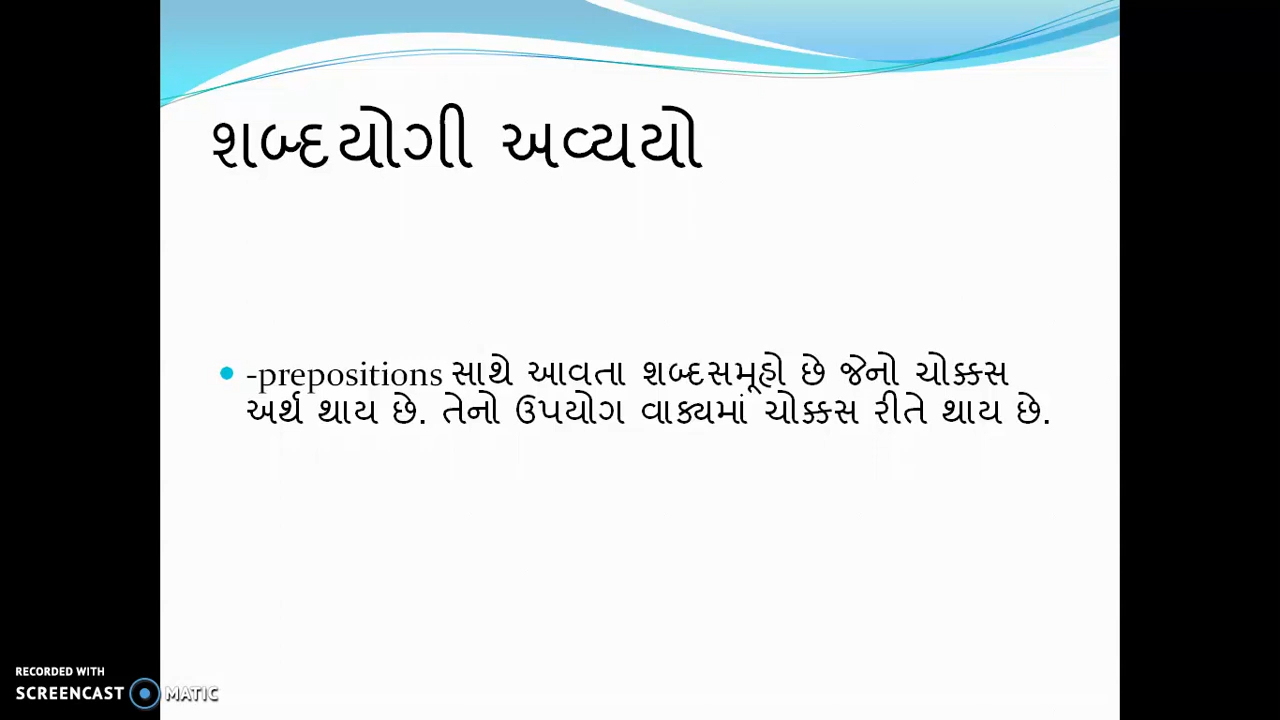 શબ્દયોગી અવ્યયો
-prepositions સાથે આવતા શબ્દસમૂહો છે જેનો ચોક્કસ
અર્થ થાય છે. તેનો ઉપયોગ વાક્યમાં ચોક્કસ રીતે થાય છે.
RECORDED WITH
SCREENCAST MATIC